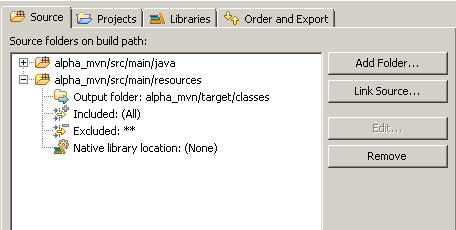 Source Projects Libraries Order and Export
Source folders on build path:
alpha_mvn/src/main/java
alpha_mvn/src/main/resources
Output folder: alpha_mvn/target/classes
Included: (All)
Excluded: **
Native library location: (None)
Add Folder...
Link Source...
Edit...
Remove